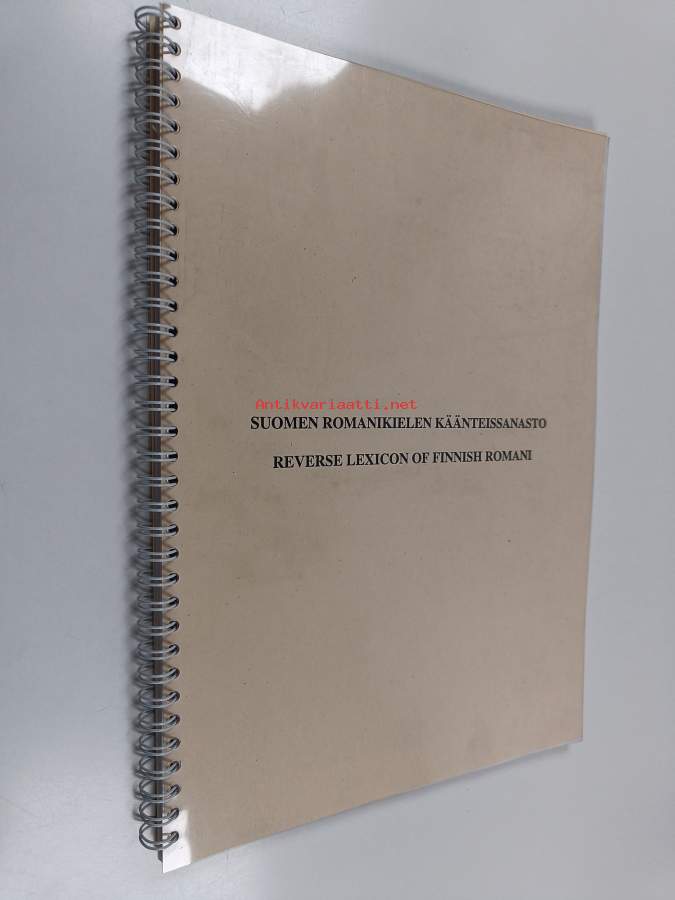 Antikvariaatti.net
SUOMEN ROMANIKIELEN KÄÄNTEISSANASTO
REVERSE LEXICON OF FINNISH ROMANI